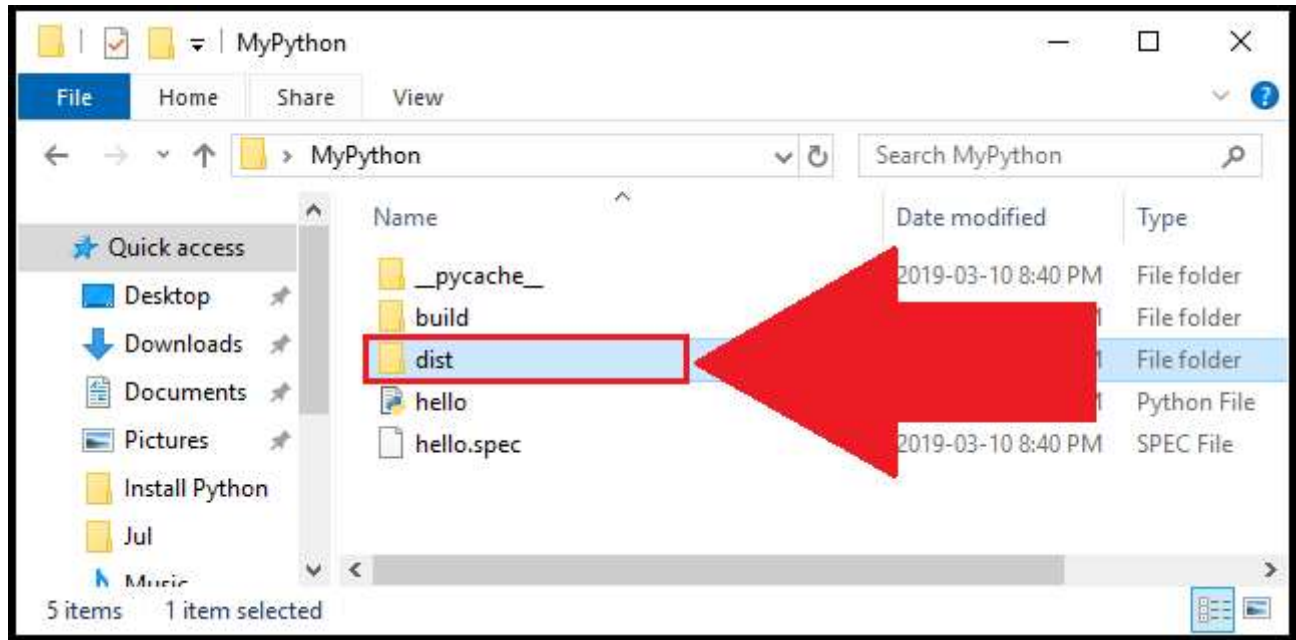 MyPython
File Home Share View
MyPython Search MyPython
Name Date modified Type
Quick access
__pycache__ 2019-03-10 8:40 PM File folder
Desktop
build File folder
Downloads
dist File folder
Documents
hello Python File
Pictures
hello.spec 2019-03-10 8:40 PM SPEC File
Install Python
Jul
Music
5 items 1 item selected